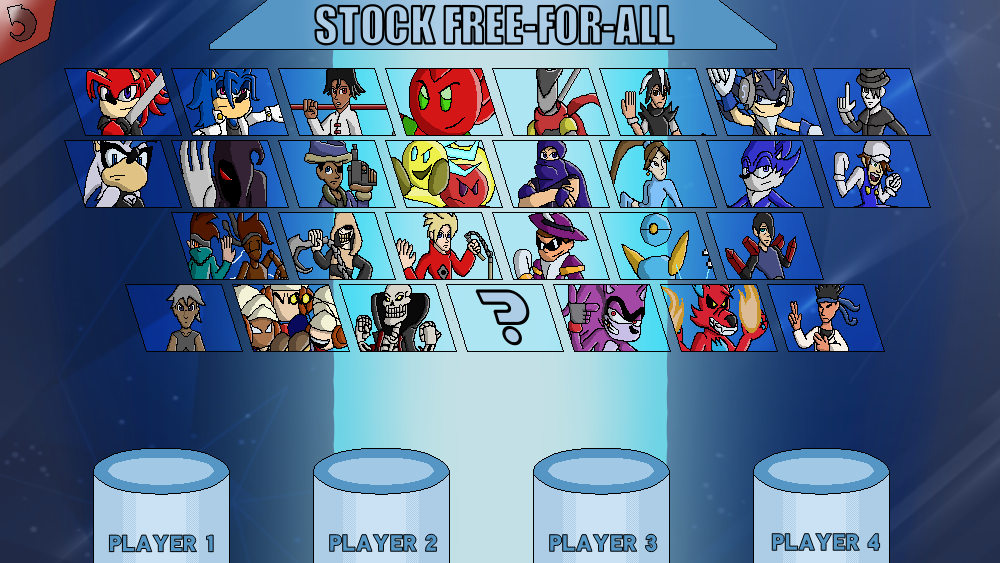 STOCK FREE-FOR-ALL
?
PLAYER 1
PLAYER 2
PLAYER 3
PLAYER 4